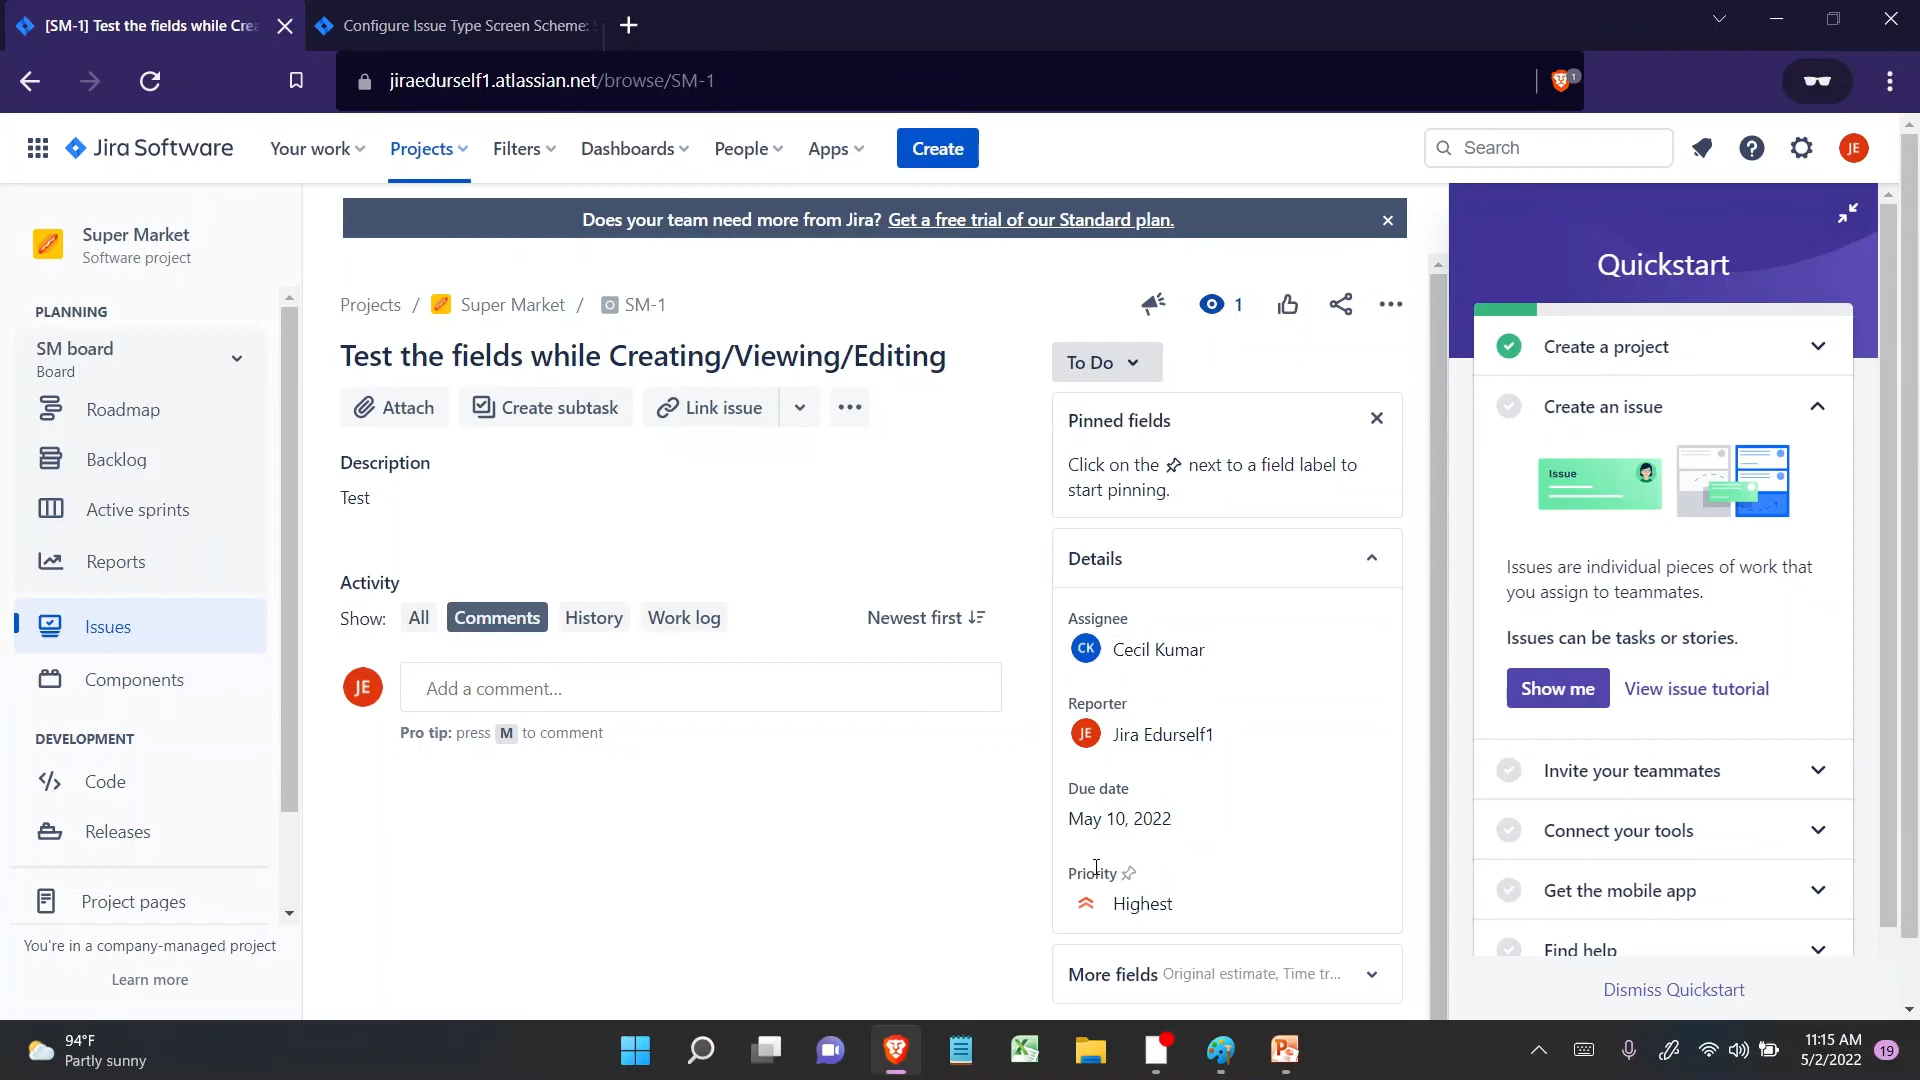 [SM-1] Test the fields while Crea
Configure Issue Type Screen Scheme: S
jiraedurself1.atlassian.net/browse/SM-1
1
Jira Software
Your work
Projects
Filters
Dashboards
People
Apps
Create
Search
JE
Super Market
Software project
PLANNING
SM board
Board
Roadmap
Backlog
Active sprints
Reports
Issues
Components
DEVELOPMENT
Code
Releases
Project pages
You're in a company-managed project
Learn more
Does your team need more from Jira? Get a free trial of our Standard plan.
Projects / Super Market / SM-1
1
Test the fields while Creating/Viewing/Editing
Attach
Create subtask
Link issue
Description
Test
Activity
Show:
All
Comments
History
Work log
Newest first
JE
Add a comment...
Pro tip: press M to comment
To Do
Pinned fields
Click on the next to a field label to
start pinning.
Details
Assignee
CK Cecil Kumar
Reporter
JE Jira Edurself1
Due date
May 10, 2022
Priority
Highest
More fields Original estimate, Time tr...
Quickstart
Create a project
Create an issue
Issue
Issues are individual pieces of work that
you assign to teammates.
Issues can be tasks or stories.
Show me
View issue tutorial
Invite your teammates
Connect your tools
Get the mobile app
Find help
Dismiss Quickstart
94°F
Partly sunny
11:15 AM
5/2/2022
19